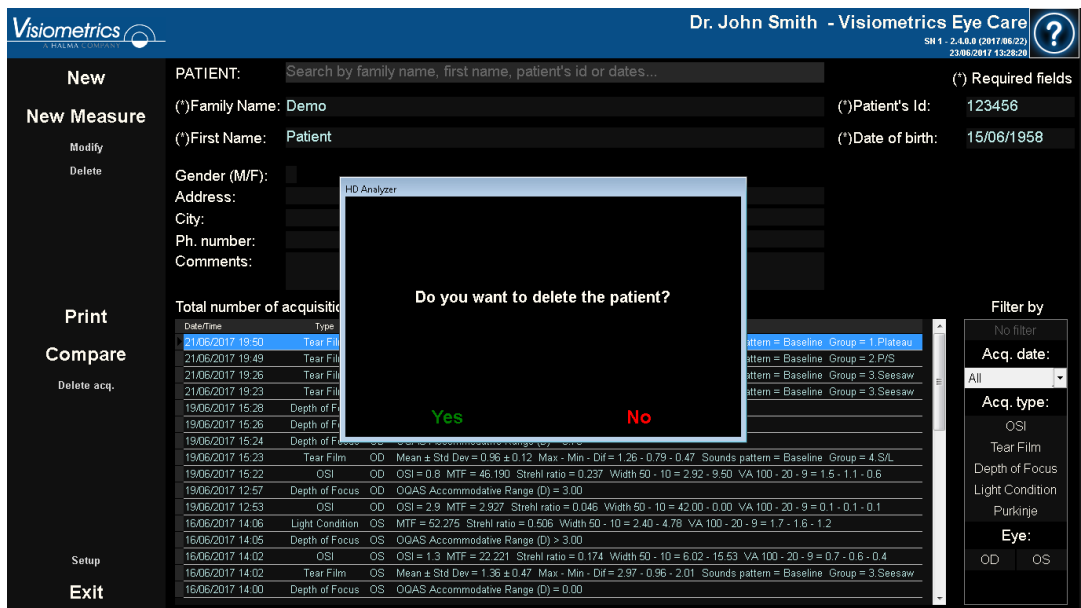 Visiometrics
A HALMA COMPANY
Dr. John Smith - Visiometrics Eye Care
SH 1 - 2.4.0.0 (2017/06/22)
23/06/2017 13:28:20
?
New
New Measure
Modify
Delete
Print
Compare
Delete acq.
Setup
Exit
PATIENT: Search by family name, first name, patient's id or dates...
(*) Required fields
(*)Family Name: Demo (*)Patient's Id: 123456
(*)First Name: Patient (*)Date of birth: 15/06/1958
Gender (M/F):
Address:
City:
Ph. number:
Comments:
HD Analyzer
Do you want to delete the patient?
Yes No
Total number of acquisitio
Date/Time Type
21/06/2017 19:50 Tear Fil attern = Baseline Group = 1.Plateau
21/06/2017 19:49 Tear Fil attern = Baseline Group = 2.P/S
21/06/2017 19:26 Tear Fil attern = Baseline Group = 3.Seesaw
21/06/2017 19:23 Tear Fil attern = Baseline Group = 3.Seesaw
19/06/2017 15:28 Depth of F
19/06/2017 15:26 Depth of F
19/06/2017 15:24 Depth of Focus
19/06/2017 15:23 Tear Film OD Mean ± Std Dev = 0.96 ± 0.12 Max - Min - Dif = 1.26 - 0.79 - 0.47 Sounds pattern = Baseline Group = 4.S/L
19/06/2017 15:22 OSI OD OSI = 0.8 MTF = 46.190 Strehl ratio = 0.237 Width 50 - 10 = 2.92 - 9.50 VA 100 - 20 - 9 = 1.5 - 1.1 - 0.6
19/06/2017 12:57 Depth of Focus OD OQAS Accommodative Range (D) = 3.00
19/06/2017 12:53 OSI OD OSI = 2.9 MTF = 2.927 Strehl ratio = 0.046 Width 50 - 10 = 42.00 - 0.00 VA 100 - 20 - 9 = 0.1 - 0.1 - 0.1
16/06/2017 14:06 Light Condition OS MTF = 52.275 Strehl ratio = 0.506 Width 50 - 10 = 2.40 - 4.78 VA 100 - 20 - 9 = 1.7 - 1.6 - 1.2
16/06/2017 14:05 Depth of Focus OS OQAS Accommodative Range (D) > 3.00
16/06/2017 14:02 OSI OS OSI = 1.3 MTF = 22.221 Strehl ratio = 0.174 Width 50 - 10 = 6.02 - 15.53 VA 100 - 20 - 9 = 0.7 - 0.6 - 0.4
16/06/2017 14:02 Tear Film OS Mean ± Std Dev = 1.36 ± 0.47 Max - Min - Dif = 2.97 - 0.96 - 2.01 Sounds pattern = Baseline Group = 3.Seesaw
16/06/2017 14:00 Depth of Focus OS OQAS Accommodative Range (D) = 0.00
Filter by
No filter
Acq. date:
All
Acq. type:
OSI
Tear Film
Depth of Focus
Light Condition
Purkinje
Eye:
OD OS